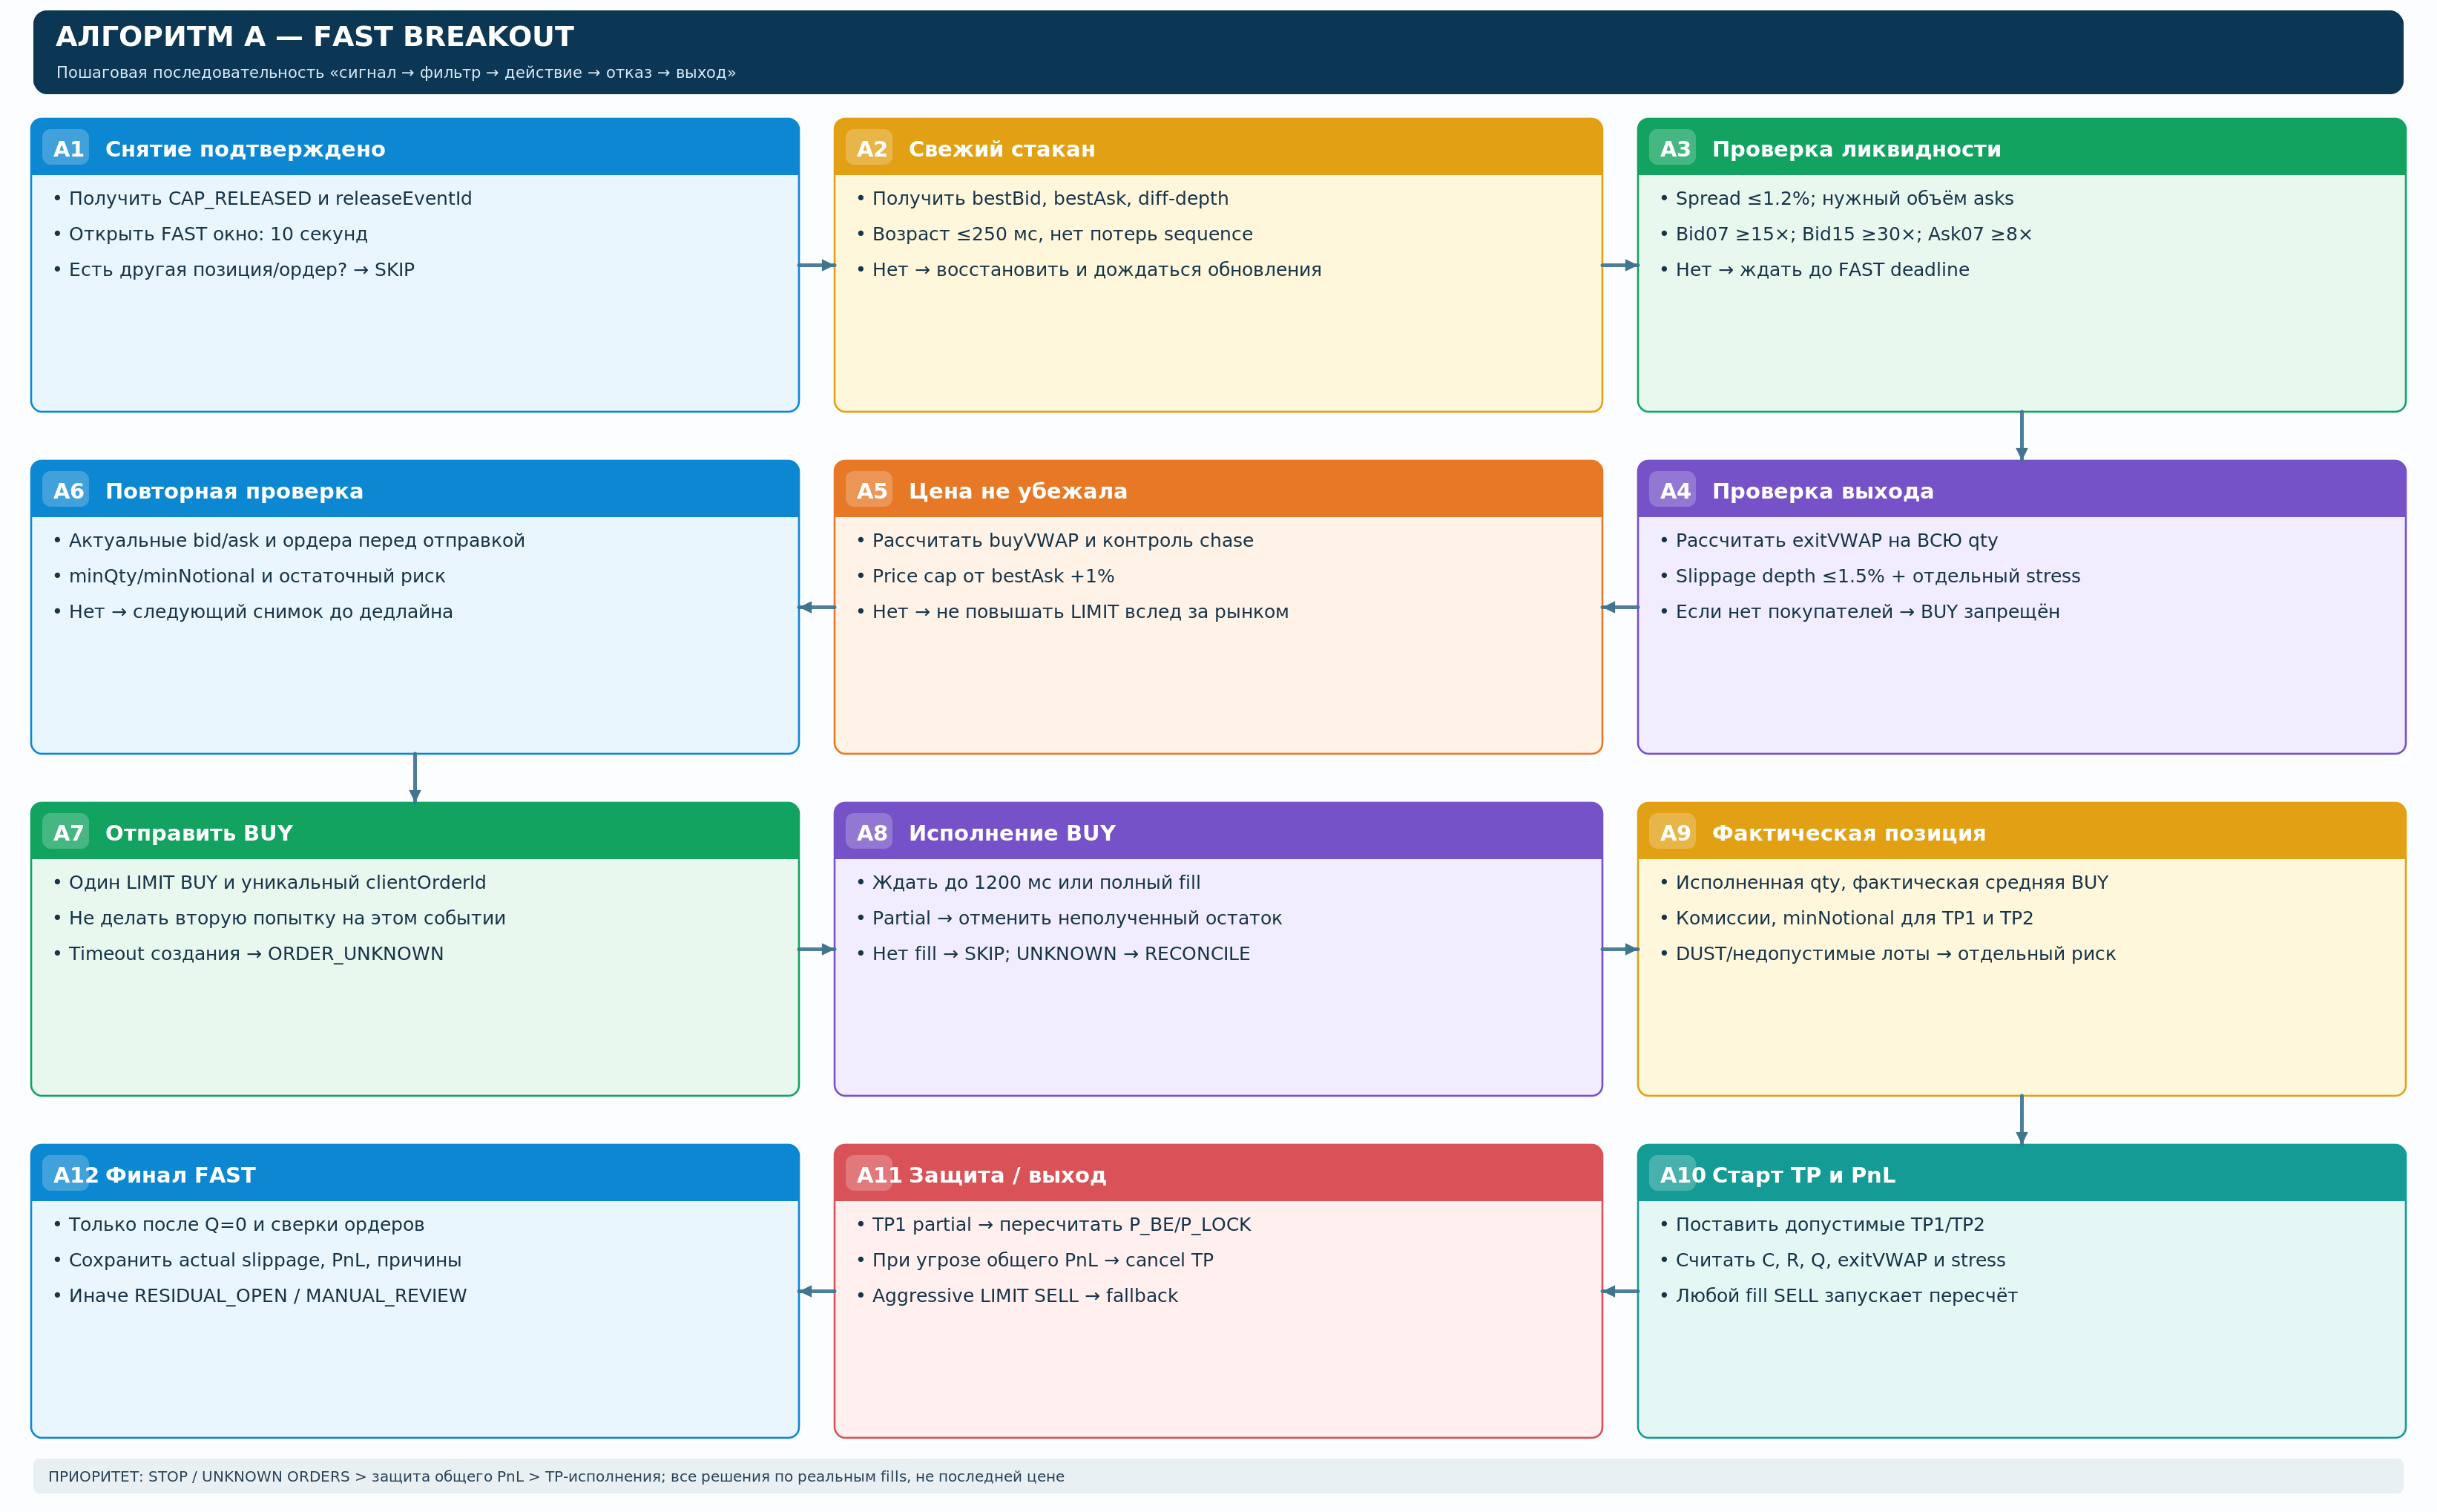 АЛГОРИТМ A — FAST BREAKOUT
Пошаговая последовательность «сигнал → фильтр → действие → отказ → выход»
A1 Снятие подтверждено
• Получить CAP_RELEASED и releaseEventId
• Открыть FAST окно: 10 секунд
• Есть другая позиция/ордер? → SKIP
A2 Свежий стакан
• Получить bestBid, bestAsk, diff-depth
• Возраст ≤250 мс, нет потерь sequence
• Нет → восстановить и дождаться обновления
A3 Проверка ликвидности
• Spread ≤1.2%; нужный объём asks
• Bid07 ≥15×; Bid15 ≥30×; Ask07 ≥8×
• Нет → ждать до FAST deadline
A4 Проверка выхода
• Рассчитать exitVWAP на ВСЮ qty
• Slippage depth ≤1.5% + отдельный stress
• Если нет покупателей → BUY запрещён
A5 Цена не убежала
• Рассчитать buyVWAP и контроль chase
• Price cap от bestAsk +1%
• Нет → не повышать LIMIT вслед за рынком
A6 Повторная проверка
• Актуальные bid/ask и ордера перед отправкой
• minQty/minNotional и остаточный риск
• Нет → следующий снимок до дедлайна
A7 Отправить BUY
• Один LIMIT BUY и уникальный clientOrderId
• Не делать вторую попытку на этом событии
• Timeout создания → ORDER_UNKNOWN
A8 Исполнение BUY
• Ждать до 1200 мс или полный fill
• Partial → отменить неполученный остаток
• Нет fill → SKIP; UNKNOWN → RECONCILE
A9 Фактическая позиция
• Исполненная qty, фактическая средняя BUY
• Комиссии, minNotional для TP1 и TP2
• DUST/недопустимые лоты → отдельный риск
A10 Старт TP и PnL
• Поставить допустимые TP1/TP2
• Считать C, R, Q, exitVWAP и stress
• Любой fill SELL запускает пересчёт
A11 Защита / выход
• TP1 partial → пересчитать P_BE/P_LOCK
• При угрозе общего PnL → cancel TP
• Aggressive LIMIT SELL → fallback
A12 Финал FAST
• Только после Q=0 и сверки ордеров
• Сохранить actual slippage, PnL, причины
• Иначе RESIDUAL_OPEN / MANUAL_REVIEW
ПРИОРИТЕТ: STOP / UNKNOWN ORDERS > защита общего PnL > TP-исполнения; все решения по реальным fills, не последней цене